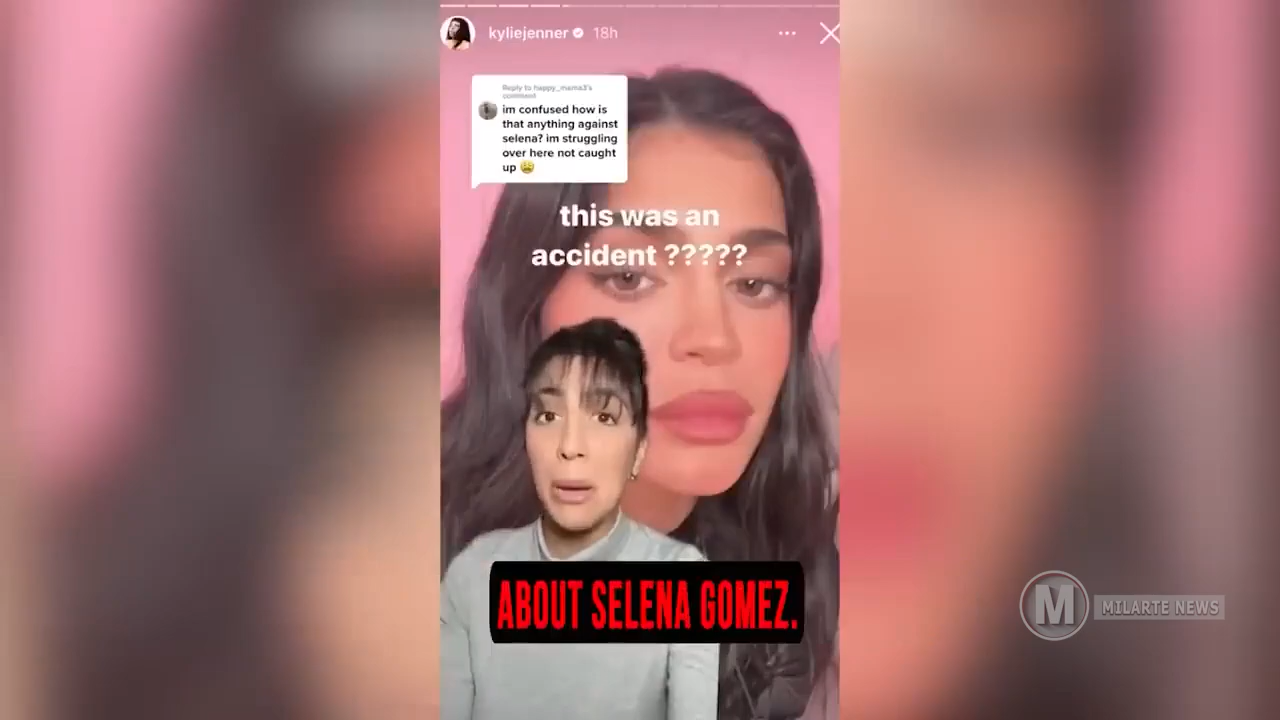 kyliejenner 18h
Reply to happy_mama3's
comment
im confused how is
that anything against
selena? im struggling
over here not caught
up 😩
this was an
accident ?????
ABOUT SELENA GOMEZ.
M MILARTE NEWS